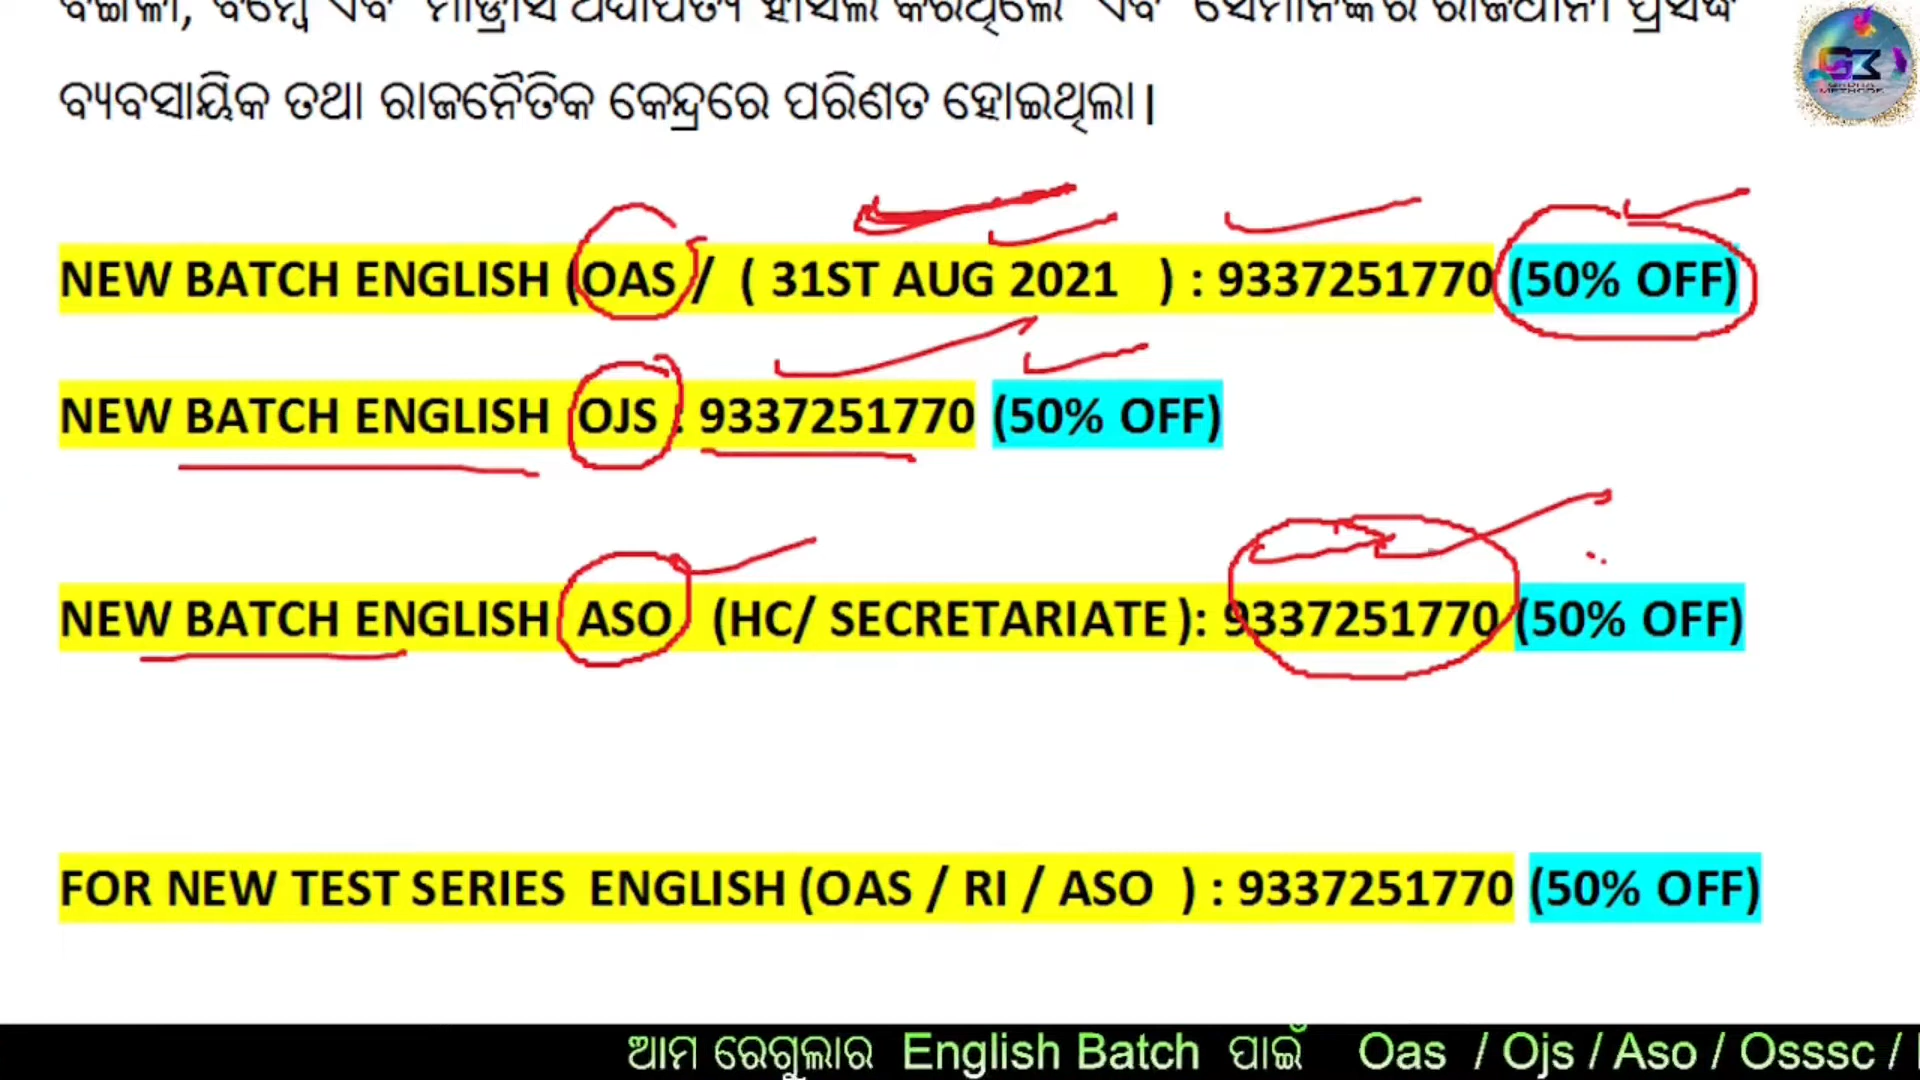 ବ୍ୟବସାୟିକ ତଥା ରାଜନୈତିକ କେନ୍ଦ୍ରରେ ପରିଣତ ହୋଇଥିଲା|
NEW BATCH ENGLISH (OAS / ( 31ST AUG 2021 ) : 9337251770 (50% OFF)
NEW BATCH ENGLISH OJS : 9337251770 (50% OFF)
NEW BATCH ENGLISH ASO (HC/ SECRETARIATE ): 9337251770 (50% OFF)
FOR NEW TEST SERIES ENGLISH (OAS / RI / ASO ) : 9337251770 (50% OFF)
ଆମ ରେଗୁଲାର English Batch ପାଇଁ Oas / Ojs / Aso / Osssc /